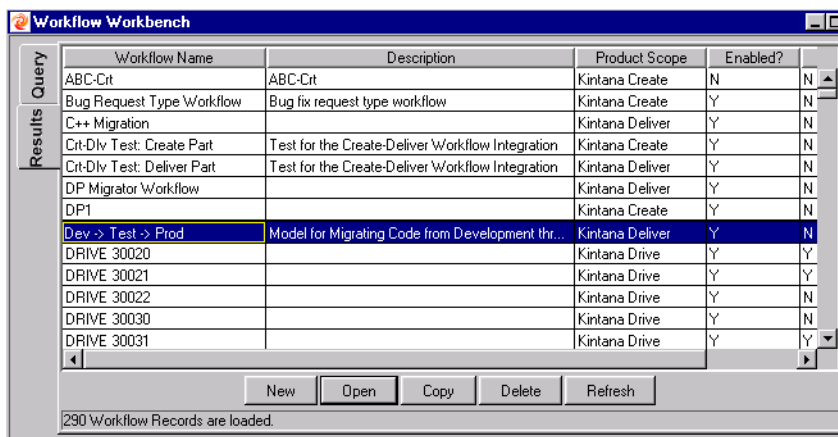 Workflow Workbench
Query
Results
Workflow Name Description Product Scope Enabled?
ABC-Crt ABC-Crt Kintana Create N N
Bug Request Type Workflow Bug fix request type workflow Kintana Create Y N
C++ Migration Kintana Deliver Y N
Crt-Dlv Test: Create Part Test for the Create-Deliver Workflow Integration Kintana Create Y N
Crt-Dlv Test: Deliver Part Test for the Create-Deliver Workflow Integration Kintana Deliver Y N
DP Migrator Workflow Kintana Deliver Y N
DP1 Kintana Create Y N
Dev -> Test -> Prod Model for Migrating Code from Development thr... Kintana Deliver Y N
DRIVE 30020 Kintana Drive Y Y
DRIVE 30021 Kintana Drive Y Y
DRIVE 30022 Kintana Drive Y N
DRIVE 30030 Kintana Drive Y N
DRIVE 30031 Kintana Drive Y Y
New Open Copy Delete Refresh
290 Workflow Records are loaded.